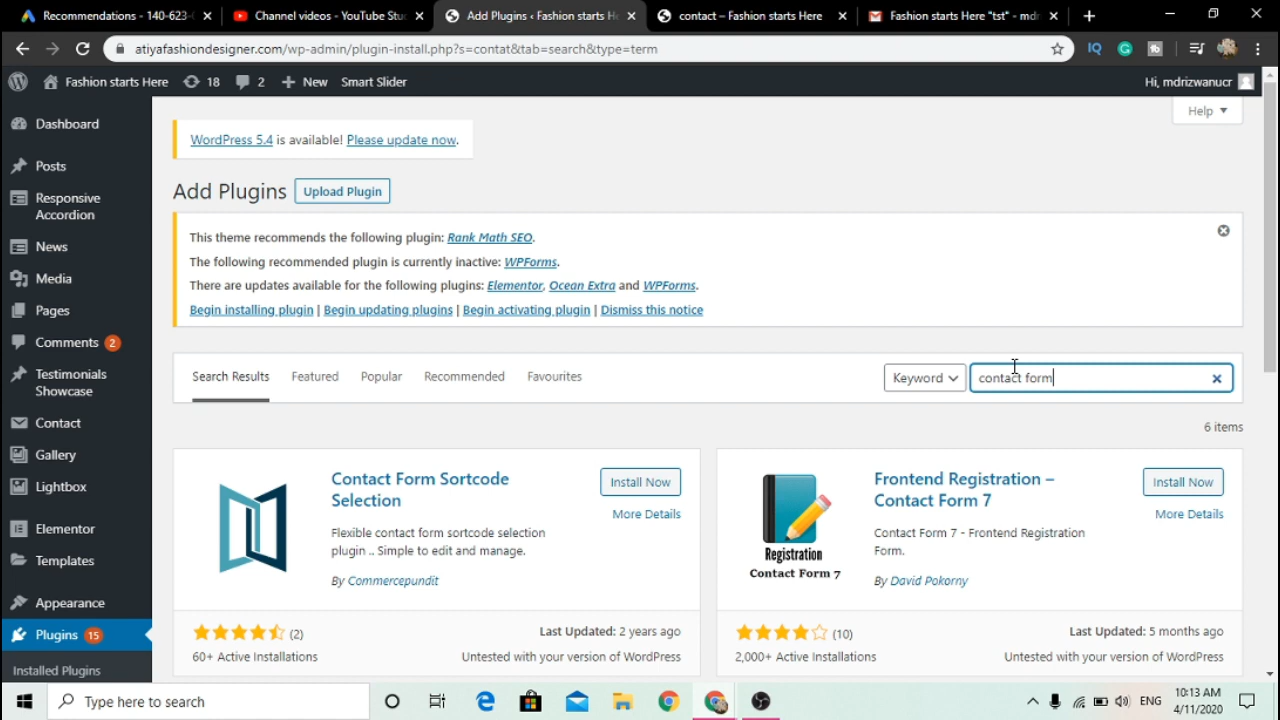 Recommendations - 140-623-
Channel videos - YouTube Stu
Add Plugins ‹ Fashion starts H
contact – Fashion starts Here
Fashion starts Here "tst" - mdr
atiyafashiondesigner.com/wp-admin/plugin-install.php?s=contat&tab=search&type=term
Fashion starts Here
18
2
New
Smart Slider
Hi, mdrizwanucr
Help
Dashboard
Posts
Responsive
Accordion
News
Media
Pages
Comments 2
Testimonials
Showcase
Contact
Gallery
Lightbox
Elementor
Templates
Appearance
Plugins 15
Installed Plugins
WordPress 5.4 is available! Please update now.
Add Plugins
Upload Plugin
This theme recommends the following plugin: Rank Math SEO.
The following recommended plugin is currently inactive: WPForms.
There are updates available for the following plugins: Elementor, Ocean Extra and WPForms.
Begin installing plugin | Begin updating plugins | Begin activating plugin | Dismiss this notice
Search Results
Featured
Popular
Recommended
Favourites
Keyword
contact form
6 items
Contact Form Sortcode
Selection
Install Now
More Details
Flexible contact form sortcode selection
plugin .. Simple to edit and manage.
By Commercepundit
(2)
Last Updated: 2 years ago
60+ Active Installations
Untested with your version of WordPress
Registration
Contact Form 7
Frontend Registration –
Contact Form 7
Install Now
More Details
Contact Form 7 - Frontend Registration
Form.
By David Pokorny
(10)
Last Updated: 5 months ago
2,000+ Active Installations
Untested with your version of WordPress
Type here to search
ENG
10:13 AM
4/11/2020